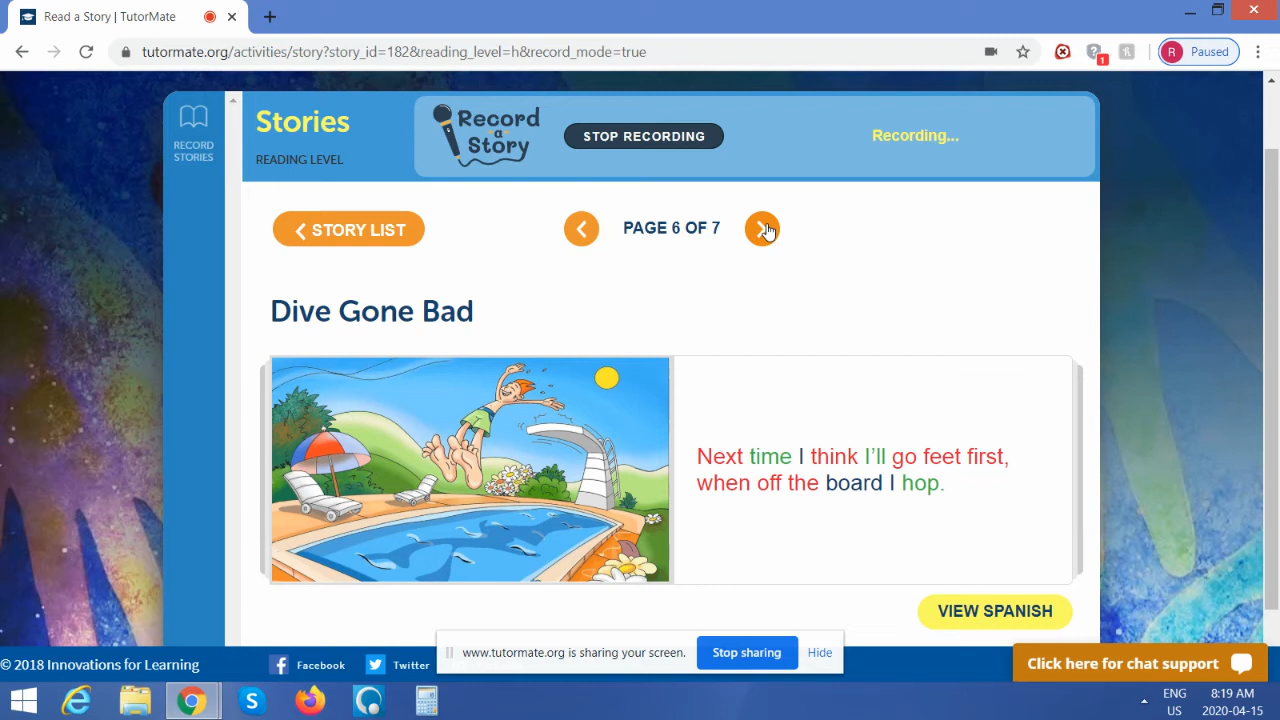 Read a Story | TutorMate
tutormate.org/activities/story?story_id=182&reading_level=h&record_mode=true
1
R Paused
RECORD
STORIES
Stories
READING LEVEL
Record
a
Story
STOP RECORDING
Recording...
STORY LIST
PAGE 6 OF 7
Dive Gone Bad
Next time I think I'll go feet first,
when off the board I hop.
VIEW SPANISH
www.tutormate.org is sharing your screen. Stop sharing Hide
© 2018 Innovations for Learning
Facebook
Twitter
Click here for chat support
ENG 8:19 AM
US 2020-04-15